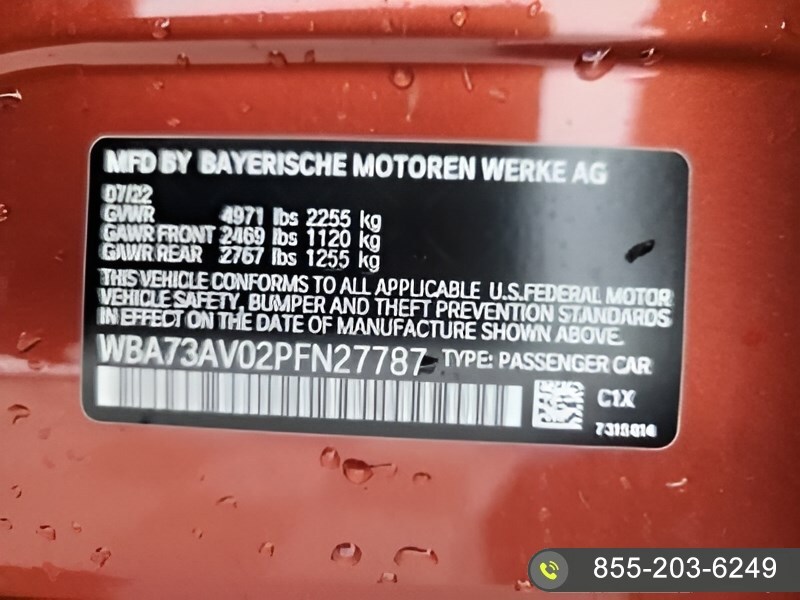 MFD BY BAYERISCHE MOTOREN WERKE AG
07/22
GVWR 4971 lbs 2255 kg
GAWR FRONT 2469 lbs 1120 kg
GAWR REAR 2767 lbs 1255 kg
THIS VEHICLE CONFORMS TO ALL APPLICABLE U.S.FEDERAL MOTOR
VEHICLE SAFETY, BUMPER AND THEFT PREVENTION STANDARDS
IN EFFECT ON THE DATE OF MANUFACTURE SHOWN ABOVE.
WBA73AV02PFN27787 TYPE: PASSENGER CAR
C1X
855-203-6249